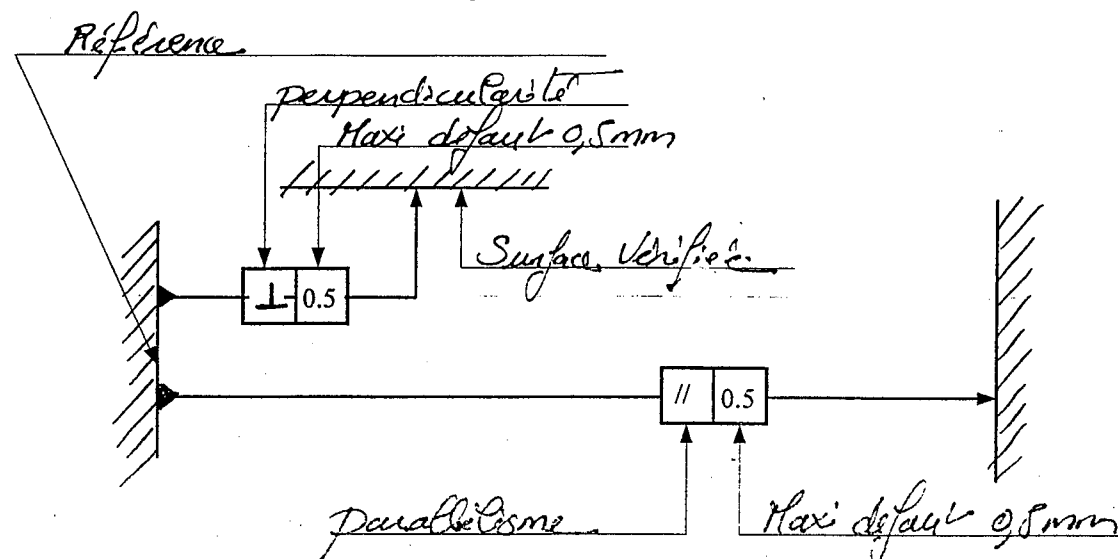 Référence
perpendicularité
Maxi défaut 0,5mm
Surface Vérifiée
⊥ 0.5
// 0.5
parallélisme
Maxi défaut 0,5mm